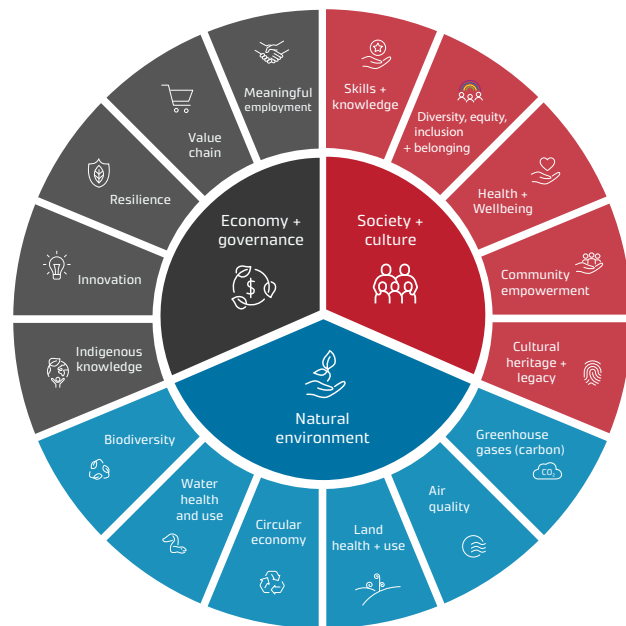 Meaningful
employment
Skills +
knowledge
Diversity, equity,
inclusion
+ belonging
Value
chain
Health +
Wellbeing
Resilience
Economy +
governance
$
Society +
culture
Innovation
Community
empowerment
Indigenous
knowledge
Cultural
heritage +
legacy
Natural
environment
Biodiversity
Greenhouse
gases (carbon)
CO₂
Water
health
and use
Air
quality
Circular
economy
Land
health + use